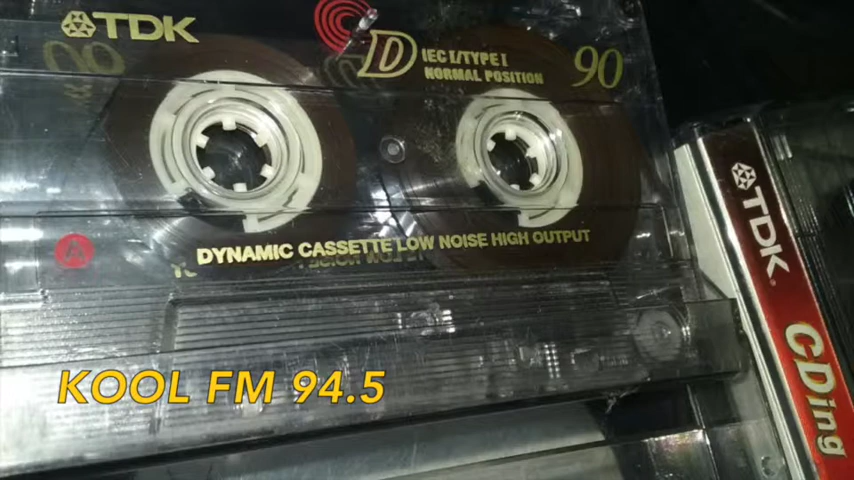 TDK
D IEC I/TYPE I
NORMAL POSITION
90
DYNAMIC CASSETTE LOW NOISE HIGH OUTPUT
A
KOOL FM 94.5
TDK
CDing